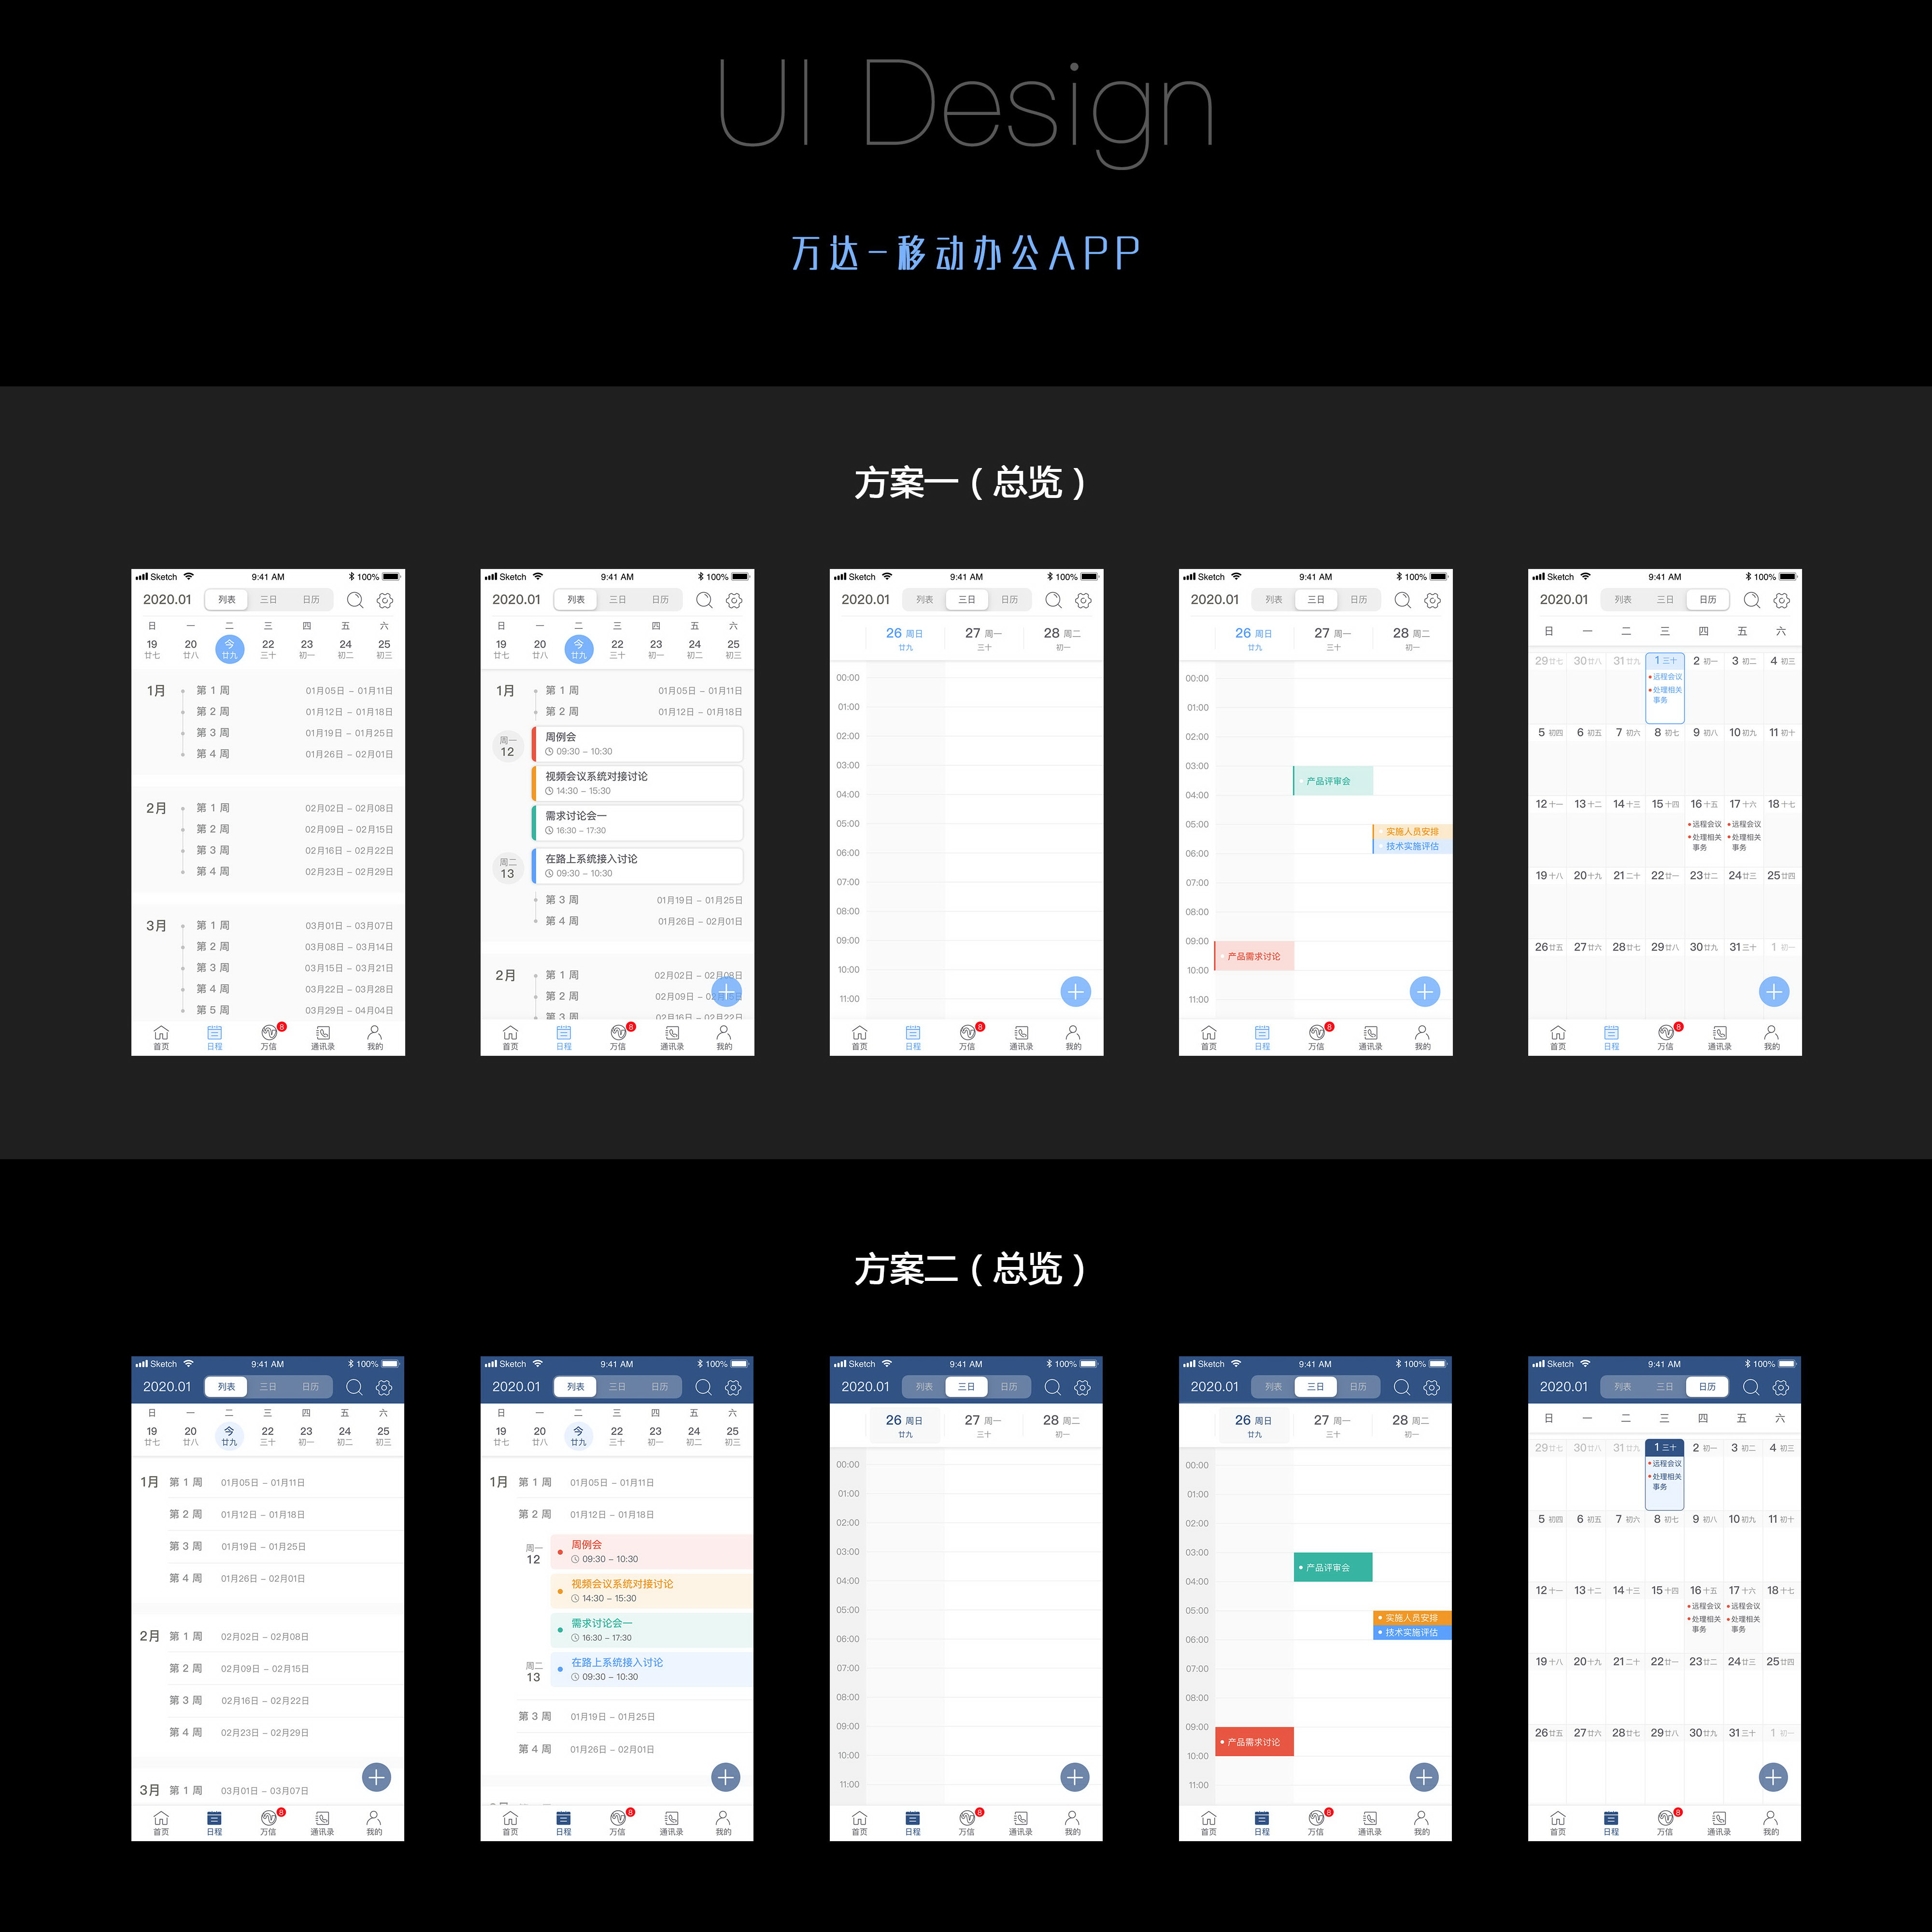 UI Design
万达-移动办公APP
方案一（总览）
Sketch 9:41 AM 100%
2020.01 列表 三日 日历
日 一 二 三 四 五 六
19 20 今 22 23 24 25
廿七 廿八 廿九 三十 初一 初二 初三
1月 第 1 周 01月05日 – 01月11日
第 2 周 01月12日 – 01月18日
第 3 周 01月19日 – 01月25日
第 4 周 01月26日 – 02月01日
2月 第 1 周 02月02日 – 02月08日
第 2 周 02月09日 – 02月15日
第 3 周 02月16日 – 02月22日
第 4 周 02月23日 – 02月29日
3月 第 1 周 03月01日 – 03月07日
第 2 周 03月08日 – 03月14日
第 3 周 03月15日 – 03月21日
第 4 周 03月22日 – 03月28日
第 5 周 03月29日 – 04月04日
8
首页 日程 万信 通讯录 我的
Sketch 9:41 AM 100%
2020.01 列表 三日 日历
日 一 二 三 四 五 六
19 20 今 22 23 24 25
廿七 廿八 廿九 三十 初一 初二 初三
1月 第 1 周 01月05日 – 01月11日
第 2 周 01月12日 – 01月18日
周一 12
周例会
09:30 – 10:30
视频会议系统对接讨论
14:30 – 15:30
需求讨论会一
16:30 – 17:30
周二 13
在路上系统接入讨论
09:30 – 10:30
第 3 周 01月19日 – 01月25日
第 4 周 01月26日 – 02月01日
2月 第 1 周 02月02日 – 02月08日
第 2 周 02月09日 – 02月15日
第 3 周 02月16日 – 02月22日
8
首页 日程 万信 通讯录 我的
Sketch 9:41 AM 100%
2020.01 列表 三日 日历
26 周日 27 周一 28 周二
廿九 三十 初一
00:00
01:00
02:00
03:00
04:00
05:00
06:00
07:00
08:00
09:00
10:00
11:00
8
首页 日程 万信 通讯录 我的
Sketch 9:41 AM 100%
2020.01 列表 三日 日历
26 周日 27 周一 28 周二
廿九 三十 初一
00:00
01:00
02:00
03:00
产品评审会
04:00
05:00
实施人员安排
技术实施评估
06:00
07:00
08:00
09:00
产品需求讨论
10:00
11:00
8
首页 日程 万信 通讯录 我的
Sketch 9:41 AM 100%
2020.01 列表 三日 日历
日 一 二 三 四 五 六
29 廿七 30 廿八 31 廿九 1 三十 2 初一 3 初二 4 初三
远程会议
处理相关
事务
5 初四 6 初五 7 初六 8 初七 9 初八 10 初九 11 初十
12 十一 13 十二 14 十三 15 十四 16 十五 17 十六 18 十七
远程会议 远程会议
处理相关 处理相关
事务 事务
19 十八 20 十九 21 二十 22 廿一 23 廿二 24 廿三 25 廿四
26 廿五 27 廿六 28 廿七 29 廿八 30 廿九 31 三十 1 初一
8
首页 日程 万信 通讯录 我的
方案二（总览）
Sketch 9:41 AM 100%
2020.01 列表 三日 日历
日 一 二 三 四 五 六
19 20 今 22 23 24 25
廿七 廿八 廿九 三十 初一 初二 初三
1月 第 1 周 01月05日 – 01月11日
第 2 周 01月12日 – 01月18日
第 3 周 01月19日 – 01月25日
第 4 周 01月26日 – 02月01日
2月 第 1 周 02月02日 – 02月08日
第 2 周 02月09日 – 02月15日
第 3 周 02月16日 – 02月22日
第 4 周 02月23日 – 02月29日
3月 第 1 周 03月01日 – 03月07日
8
首页 日程 万信 通讯录 我的
Sketch 9:41 AM 100%
2020.01 列表 三日 日历
日 一 二 三 四 五 六
19 20 今 22 23 24 25
廿七 廿八 廿九 三十 初一 初二 初三
1月 第 1 周 01月05日 – 01月11日
第 2 周 01月12日 – 01月18日
周一 12
周例会
09:30 – 10:30
视频会议系统对接讨论
14:30 – 15:30
需求讨论会一
16:30 – 17:30
周二 13
在路上系统接入讨论
09:30 – 10:30
第 3 周 01月19日 – 01月25日
第 4 周 01月26日 – 02月01日
8
首页 日程 万信 通讯录 我的
Sketch 9:41 AM 100%
2020.01 列表 三日 日历
26 周日 27 周一 28 周二
廿九 三十 初一
00:00
01:00
02:00
03:00
04:00
05:00
06:00
07:00
08:00
09:00
10:00
11:00
8
首页 日程 万信 通讯录 我的
Sketch 9:41 AM 100%
2020.01 列表 三日 日历
26 周日 27 周一 28 周二
廿九 三十 初一
00:00
01:00
02:00
03:00
产品评审会
04:00
05:00
实施人员安排
技术实施评估
06:00
07:00
08:00
09:00
产品需求讨论
10:00
11:00
8
首页 日程 万信 通讯录 我的
Sketch 9:41 AM 100%
2020.01 列表 三日 日历
日 一 二 三 四 五 六
29 廿七 30 廿八 31 廿九 1 三十 2 初一 3 初二 4 初三
远程会议
处理相关
事务
5 初四 6 初五 7 初六 8 初七 9 初八 10 初九 11 初十
12 十一 13 十二 14 十三 15 十四 16 十五 17 十六 18 十七
远程会议 远程会议
处理相关 处理相关
事务 事务
19 十八 20 十九 21 二十 22 廿一 23 廿二 24 廿三 25 廿四
26 廿五 27 廿六 28 廿七 29 廿八 30 廿九 31 三十 1 初一
8
首页 日程 万信 通讯录 我的